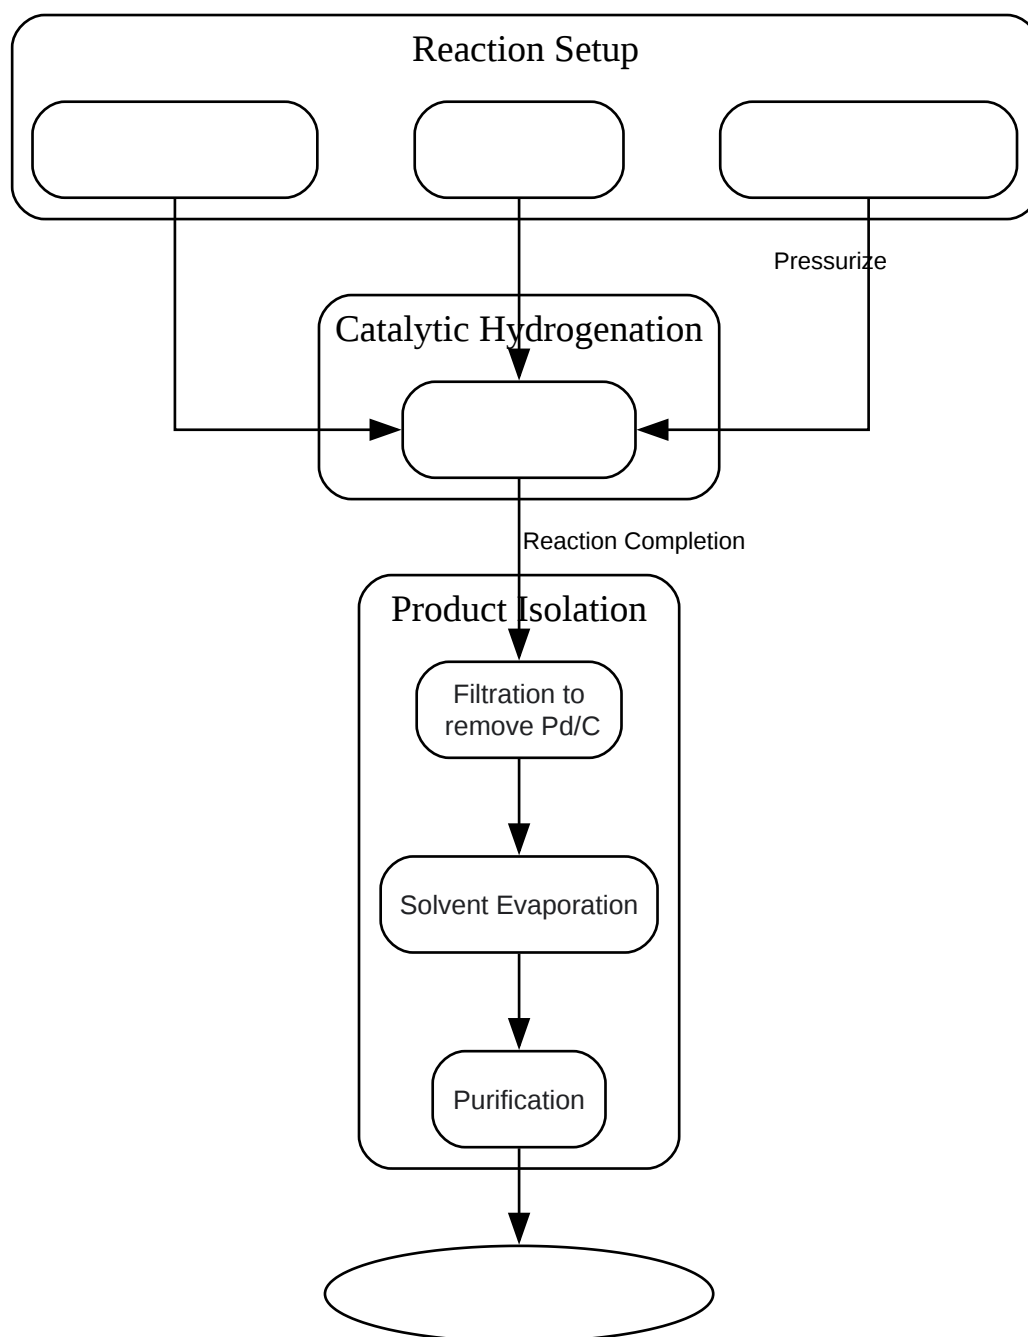 Reaction Setup
Pressurize
Catalytic Hydrogenation
Reaction Completion
Product Isolation
Filtration to
remove Pd/C
Solvent Evaporation
Purification